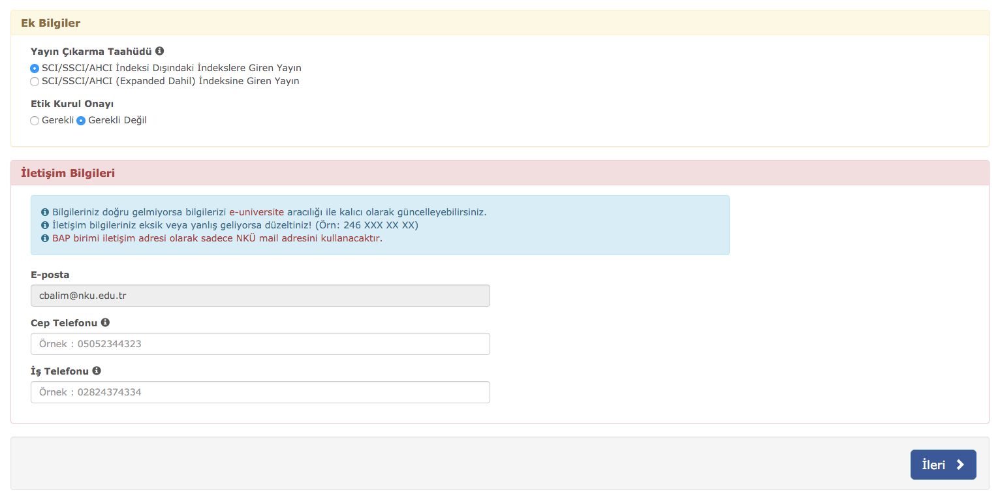 Ek Bilgiler
Yayın Çıkarma Taahüdü
SCI/SSCI/AHCI İndeksi Dışındaki İndekslere Giren Yayın
SCI/SSCI/AHCI (Expanded Dahil) İndeksine Giren Yayın
Etik Kurul Onayı
Gerekli Gerekli Değil
İletişim Bilgileri
Bilgileriniz doğru gelmiyorsa bilgilerizi e-universite aracılığı ile kalıcı olarak güncelleyebilirsiniz.
İletişim bilgileriniz eksik veya yanlış geliyorsa düzeltiniz! (Örn: 246 XXX XX XX)
BAP birimi iletişim adresi olarak sadece NKÜ mail adresini kullanacaktır.
E-posta
cbalim@nku.edu.tr
Cep Telefonu
Örnek : 05052344323
İş Telefonu
Örnek : 02824374334
İleri